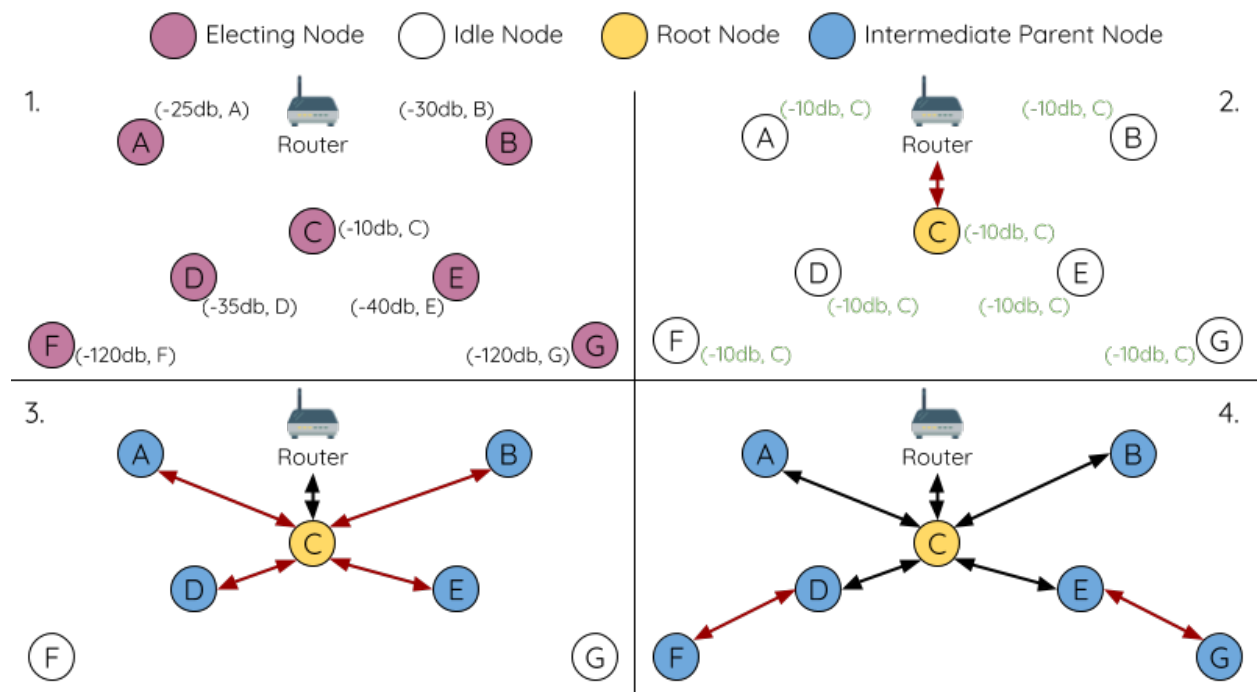 Electing Node Idle Node Root Node Intermediate Parent Node
1.
(-25db, A) (-30db, B)
A B
Router
C (-10db, C)
D E
(-35db, D) (-40db, E)
F G
(-120db, F) (-120db, G)
2.
(-10db, C) (-10db, C)
A B
Router
C (-10db, C)
D E
(-10db, C) (-10db, C)
F G
(-10db, C) (-10db, C)
3.
A B
Router
C
D E
F G
4.
A B
Router
C
D E
F G